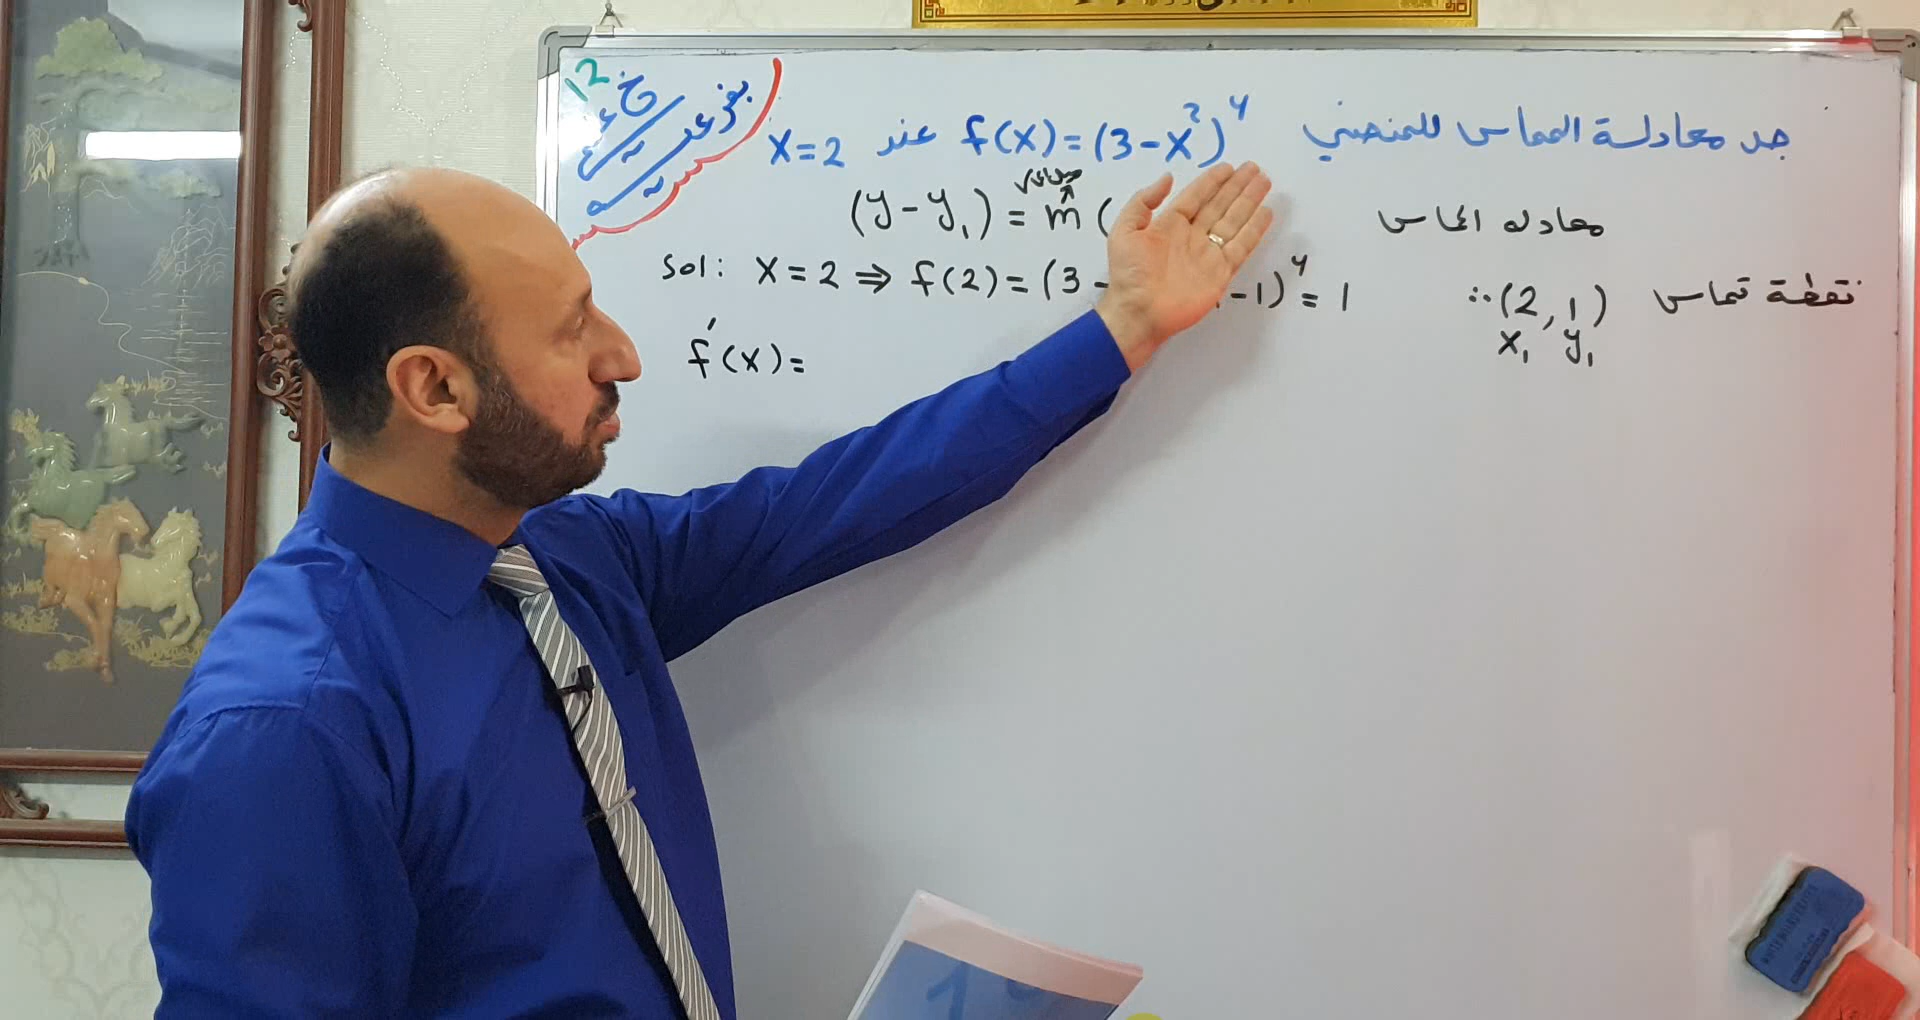 جد معادلة المماس للمنحني f(x)=(3-x²)⁴ عند x=2
معادلة المماس (y-y₁)=m(
sol: x=2 ⇒ f(2)=(3- -1)⁴=1 ∴(2,1) نقطة تماس
x₁ y₁
f'(x)=